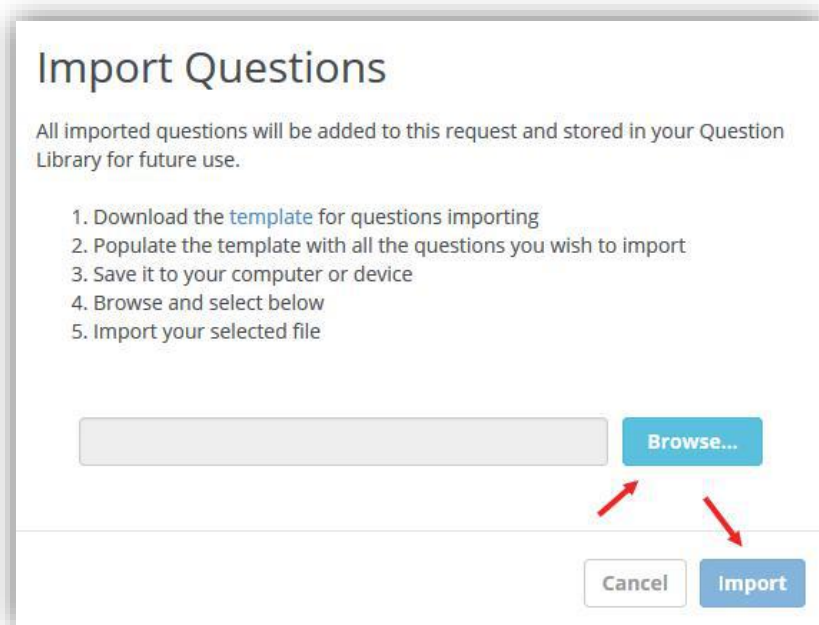 Import Questions
All imported questions will be added to this request and stored in your Question
Library for future use.
1. Download the template for questions importing
2. Populate the template with all the questions you wish to import
3. Save it to your computer or device
4. Browse and select below
5. Import your selected file
Browse...
Cancel
Import